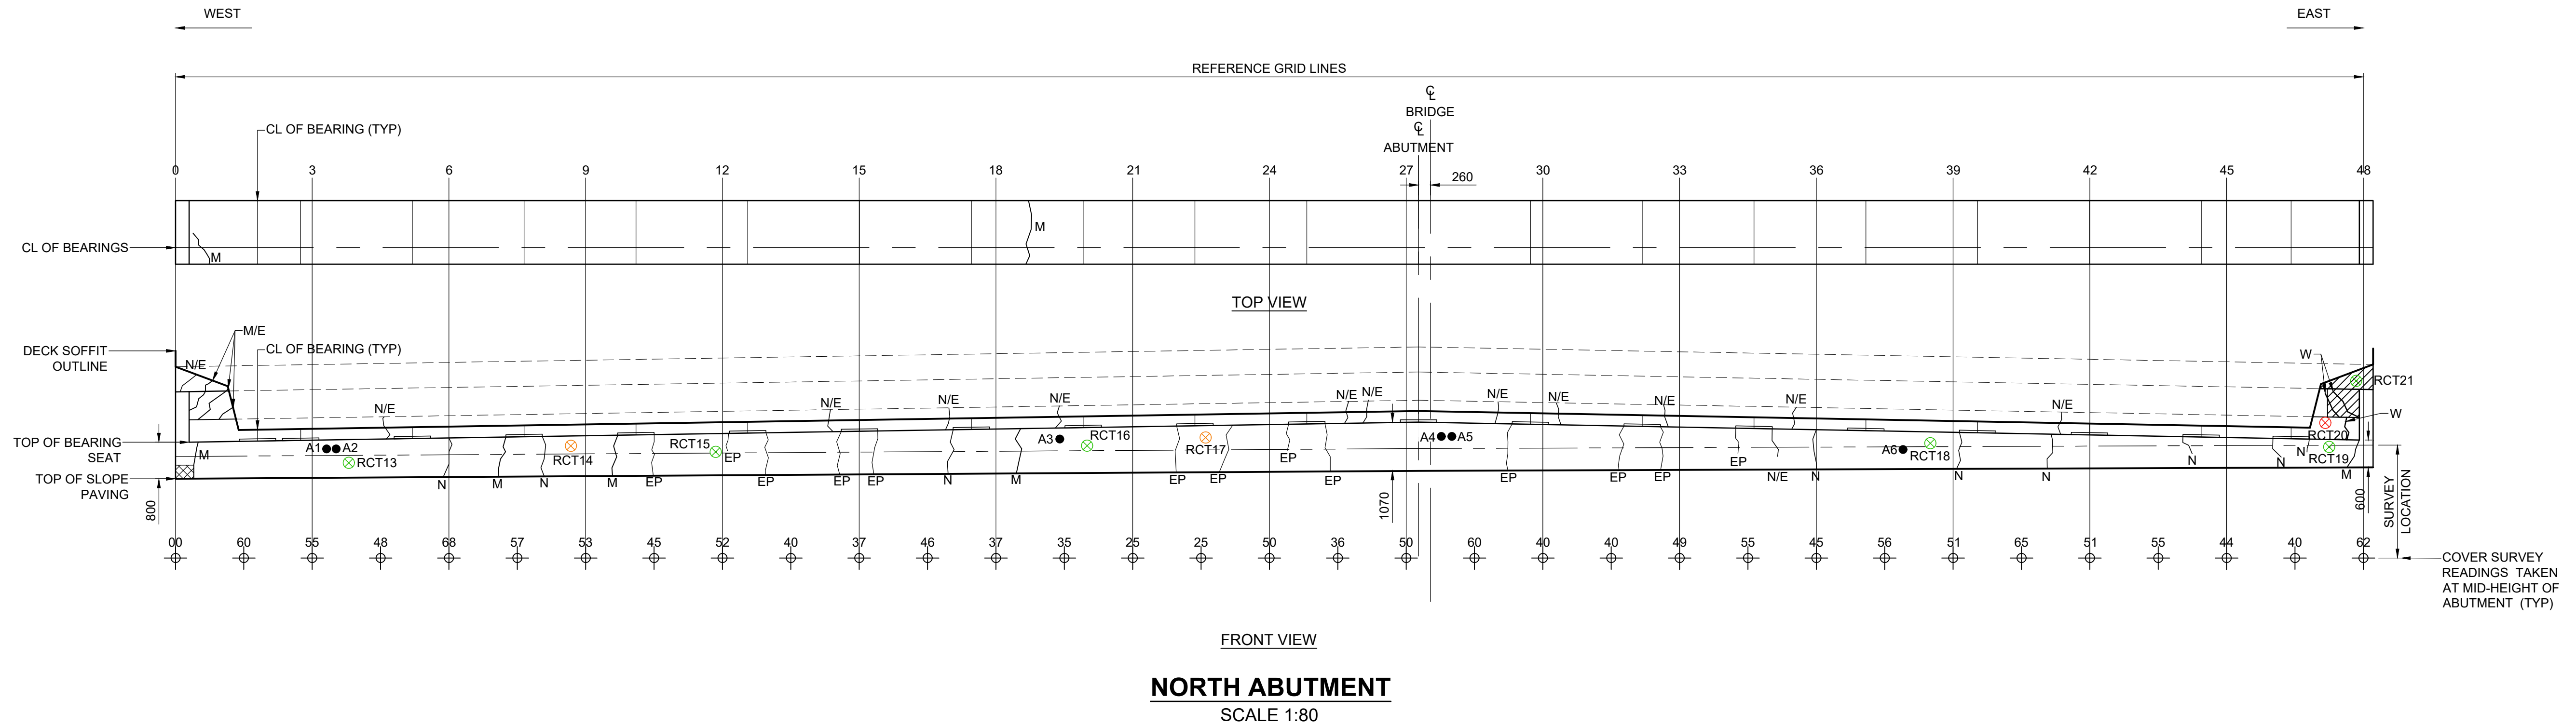 WEST
EAST
REFERENCE GRID LINES
℄
BRIDGE
℄
ABUTMENT
CL OF BEARING (TYP)
0 3 6 9 12 15 18 21 24 27 30 33 36 39 42 45 48
260
CL OF BEARINGS
M
M
TOP VIEW
M/E
DECK SOFFIT
OUTLINE
CL OF BEARING (TYP)
N/E
W
RCT21
N/E N/E N/E N/E N/E N/E N/E N/E N/E N/E N/E
W
TOP OF BEARING
SEAT
M
A1 A2
RCT13
RCT14
RCT15
EP
A3
RCT16
RCT17
EP
A4 A5
EP
A6
RCT18
N
N
N
RCT20
RCT19
TOP OF SLOPE
PAVING
N M N M EP EP EP EP N M EP EP EP EP EP EP N/E N N N M
800
1070
600
SURVEY
LOCATION
00 60 55 48 68 57 53 45 52 40 37 46 37 35 25 25 50 36 50 60 40 40 49 55 45 56 51 65 51 55 44 40 62
COVER SURVEY
READINGS TAKEN
AT MID-HEIGHT OF
ABUTMENT (TYP)
FRONT VIEW
NORTH ABUTMENT
SCALE 1:80